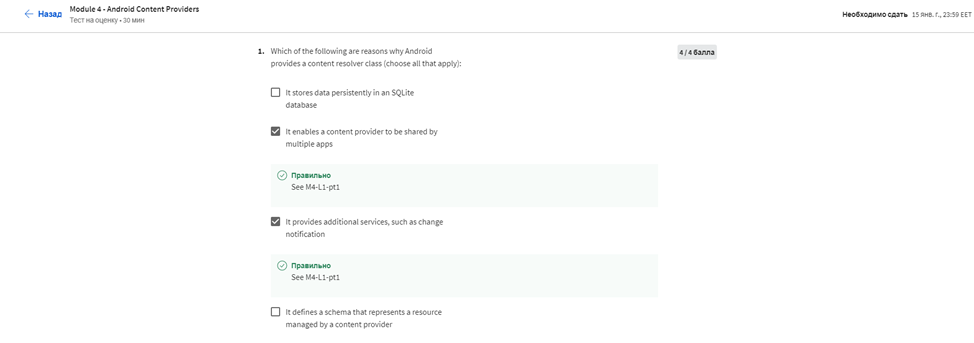 Назад
Module 4 - Android Content Providers
Тест на оценку • 30 мин
Необходимо сдать 15 янв. г., 23:59 EET
1. Which of the following are reasons why Android
provides a content resolver class (choose all that apply):
4 / 4 балла
It stores data persistently in an SQLite
database
It enables a content provider to be shared by
multiple apps
Правильно
See M4-L1-pt1
It provides additional services, such as change
notification
Правильно
See M4-L1-pt1
It defines a schema that represents a resource
managed by a content provider